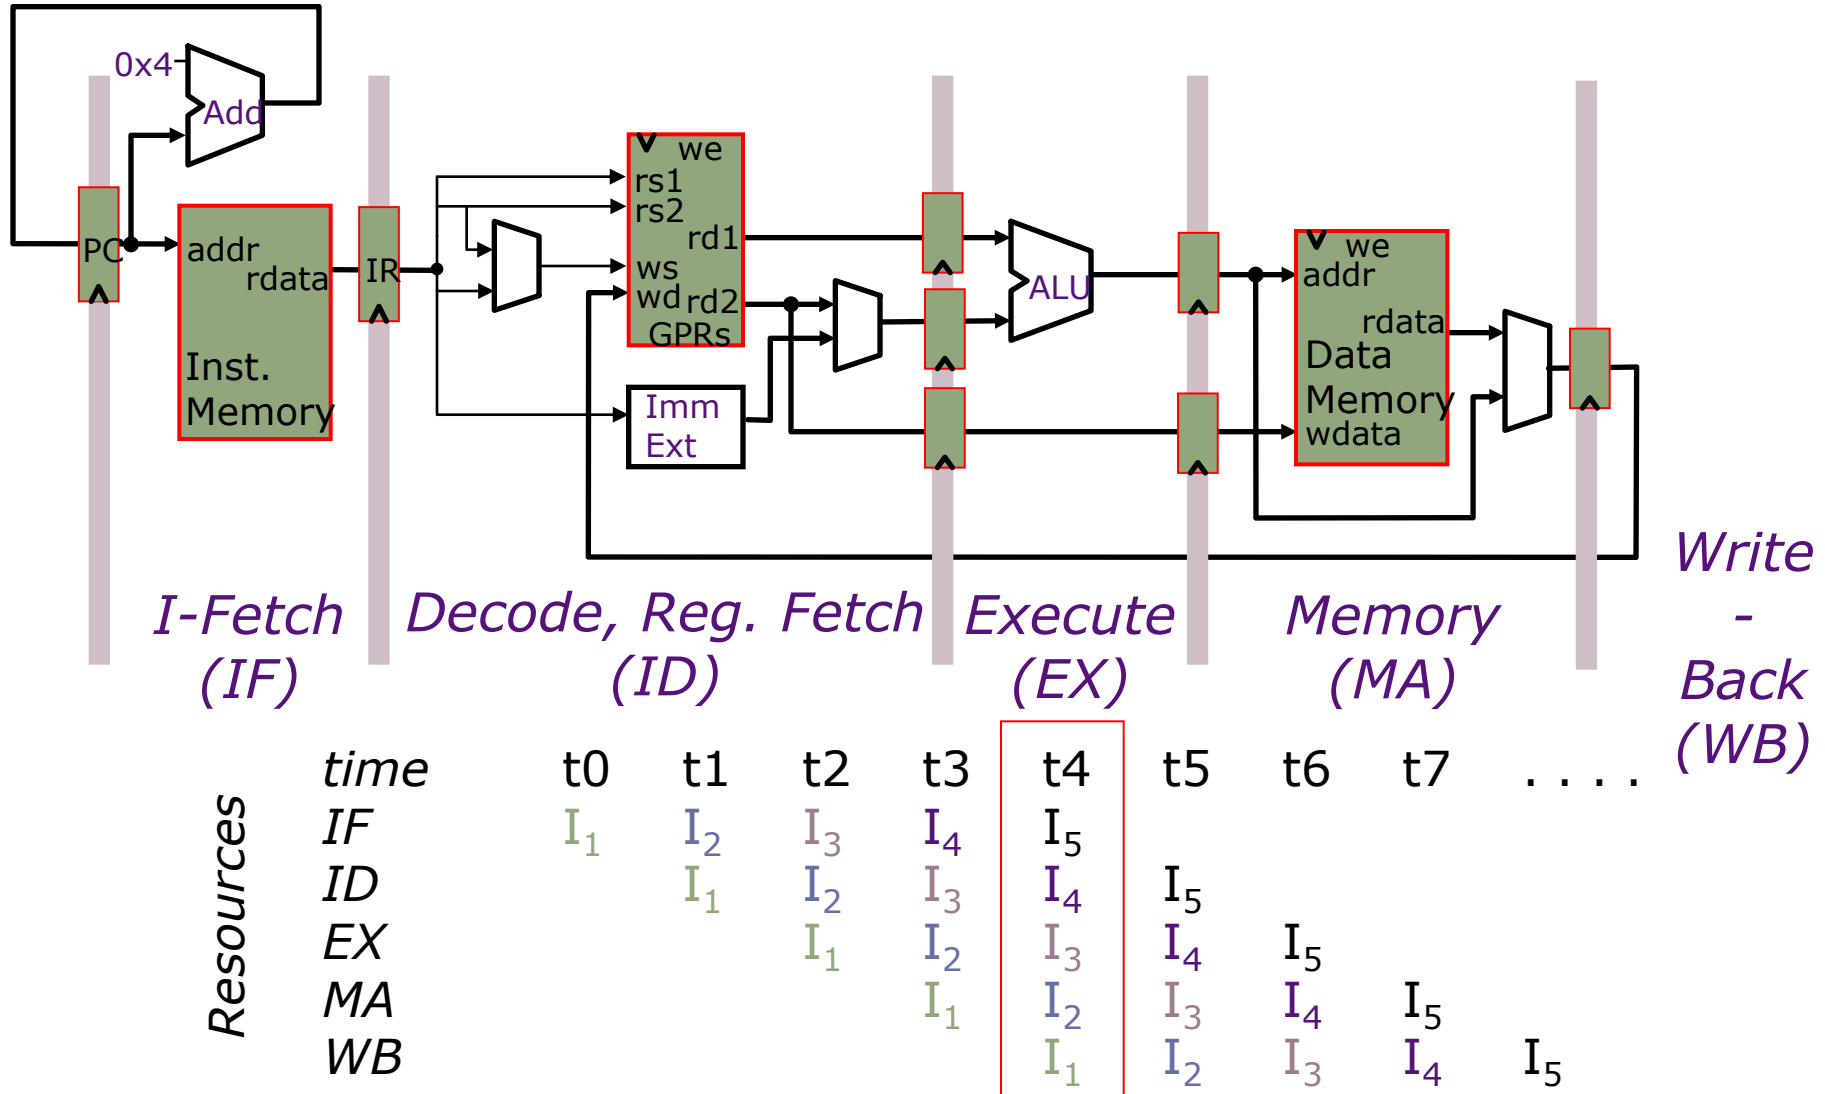 0x4
Add
PC
addr
rdata
Inst.
Memory
IR
we
rs1
rs2
rd1
ws
wd rd2
GPRs
Imm
Ext
ALU
we
addr
rdata
Data
Memory
wdata
I-Fetch
(IF)
Decode, Reg. Fetch
(ID)
Execute
(EX)
Memory
(MA)
Write
-
Back
(WB)
Resources
time t0 t1 t2 t3 t4 t5 t6 t7 . . . .
IF I1 I2 I3 I4 I5
ID I1 I2 I3 I4 I5
EX I1 I2 I3 I4 I5
MA I1 I2 I3 I4 I5
WB I1 I2 I3 I4 I5